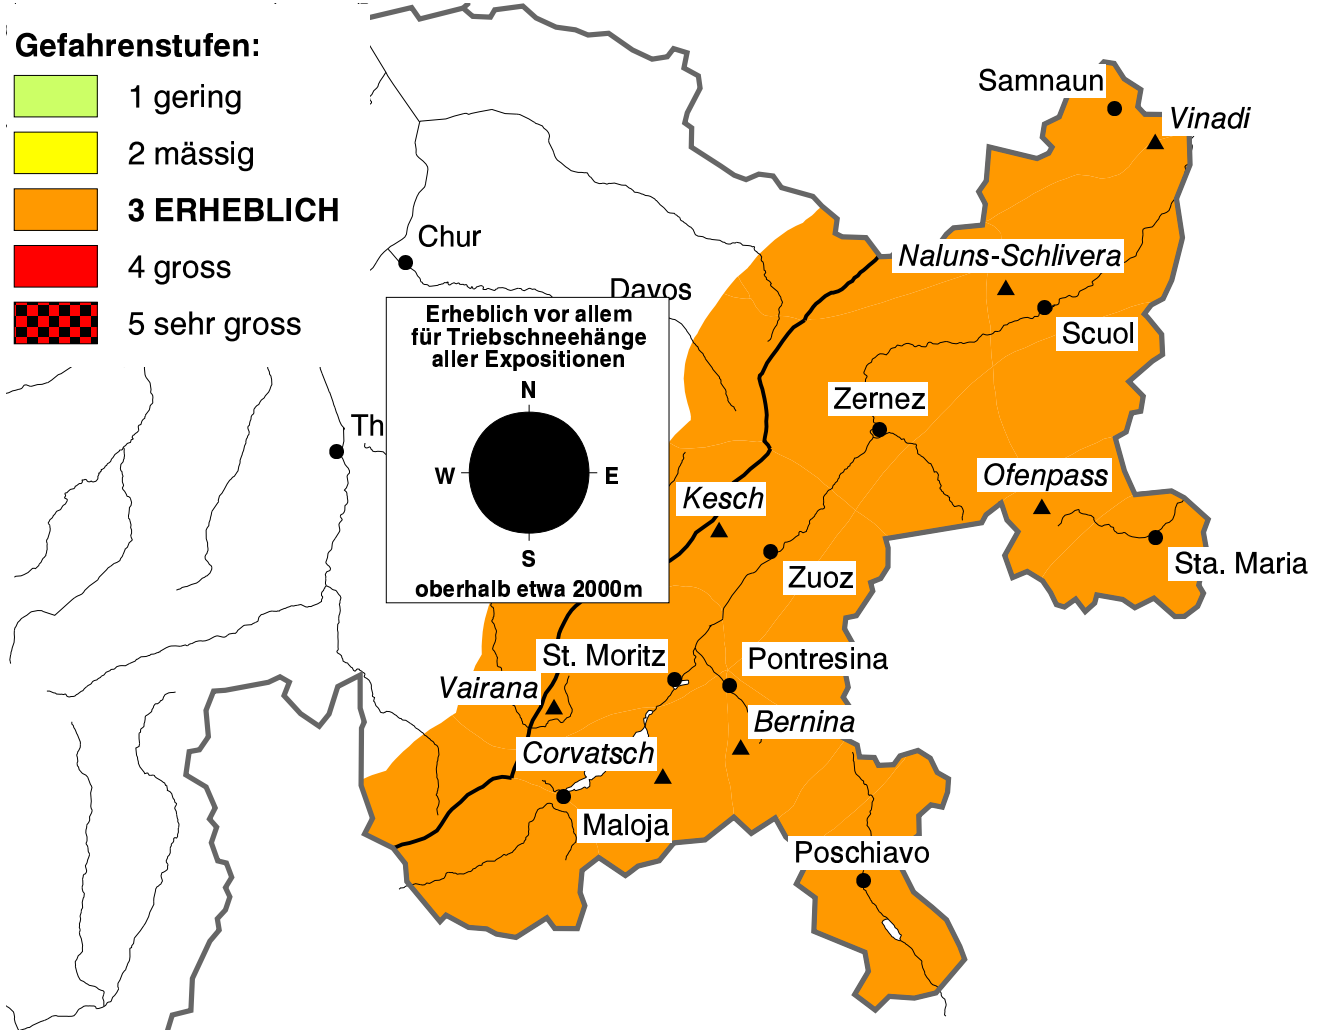 Gefahrenstufen:
1 gering
2 mässig
3 ERHEBLICH
4 gross
5 sehr gross
Samnaun
Vinadi
Chur
Naluns-Schlivera
Davos
Scuol
Erheblich vor allem
für Triebschneehänge
aller Expositionen
N
W
E
S
oberhalb etwa 2000m
Zernez
Th
Ofenpass
Kesch
Sta. Maria
Zuoz
St. Moritz
Pontresina
Vairana
Bernina
Corvatsch
Maloja
Poschiavo